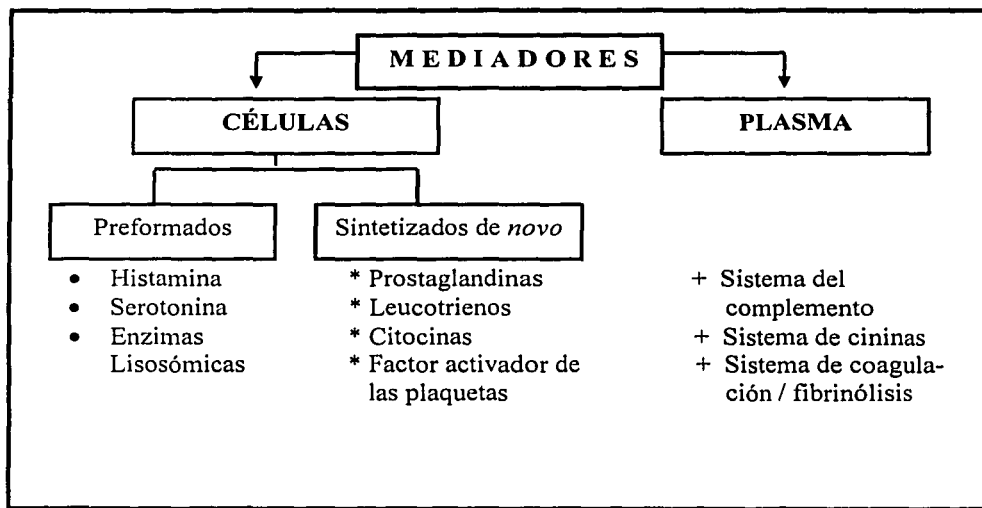 MEDIADORES
CÉLULAS
PLASMA
Preformados
Sintetizados de novo
• Histamina
• Serotonina
• Enzimas
Lisosómicas
* Prostaglandinas
* Leucotrienos
* Citocinas
* Factor activador de
las plaquetas
+ Sistema del
complemento
+ Sistema de cininas
+ Sistema de coagula-
ción / fibrinólisis